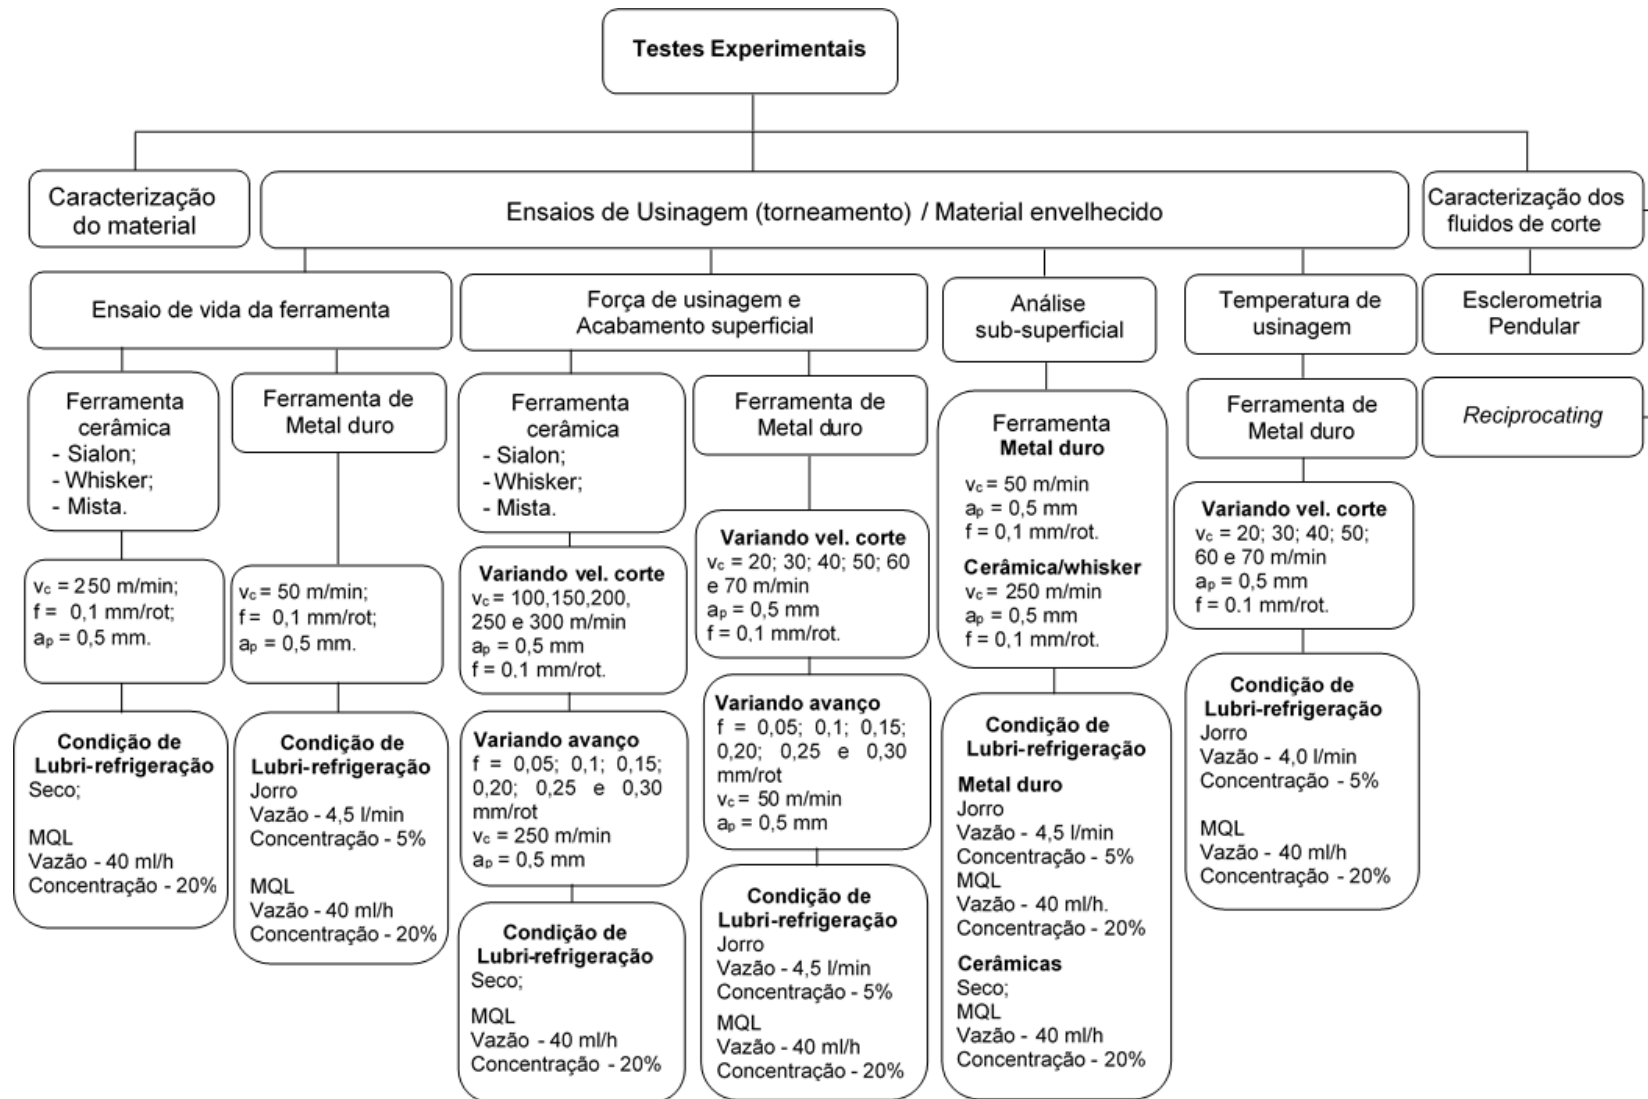 Testes Experimentais
Caracterização
do material
Ensaios de Usinagem (torneamento) / Material envelhecido
Caracterização dos
fluidos de corte
Ensaio de vida da ferramenta
Força de usinagem e
Acabamento superficial
Análise
sub-superficial
Temperatura de
usinagem
Esclerometria
Pendular
Reciprocating
Ferramenta
cerâmica
- Sialon;
- Whisker;
- Mista.
vc = 250 m/min;
f = 0,1 mm/rot;
ap = 0,5 mm.
Condição de
Lubri-refrigeração
Seco;
MQL
Vazão - 40 ml/h
Concentração - 20%
Ferramenta de
Metal duro
vc = 50 m/min;
f = 0,1 mm/rot;
ap = 0,5 mm.
Condição de
Lubri-refrigeração
Jorro
Vazão - 4,5 l/min
Concentração - 5%
MQL
Vazão - 40 ml/h
Concentração - 20%
Ferramenta
cerâmica
- Sialon;
- Whisker;
- Mista.
Variando vel. corte
vc = 100,150,200,
250 e 300 m/min
ap = 0,5 mm
f = 0,1 mm/rot.
Variando avanço
f = 0,05; 0,1; 0,15;
0,20; 0,25 e 0,30
mm/rot
vc = 250 m/min
ap = 0,5 mm
Condição de
Lubri-refrigeração
Seco;
MQL
Vazão - 40 ml/h
Concentração - 20%
Ferramenta de
Metal duro
Variando vel. corte
vc = 20; 30; 40; 50; 60
e 70 m/min
ap = 0,5 mm
f = 0,1 mm/rot.
Variando avanço
f = 0,05; 0,1; 0,15;
0,20; 0,25 e 0,30
mm/rot
vc = 50 m/min
ap = 0,5 mm
Condição de
Lubri-refrigeração
Jorro
Vazão - 4,5 l/min
Concentração - 5%
MQL
Vazão - 40 ml/h
Concentração - 20%
Ferramenta
Metal duro
vc = 50 m/min
ap = 0,5 mm
f = 0,1 mm/rot.
Cerâmica/whisker
vc = 250 m/min
ap = 0,5 mm
f = 0,1 mm/rot.
Condição de
Lubri-refrigeração
Metal duro
Jorro
Vazão - 4,5 l/min
Concentração - 5%
MQL
Vazão - 40 ml/h.
Concentração - 20%
Cerâmicas
Seco;
MQL
Vazão - 40 ml/h
Concentração - 20%
Ferramenta de
Metal duro
Variando vel. corte
vc = 20; 30; 40; 50;
60 e 70 m/min
ap = 0,5 mm
f = 0.1 mm/rot.
Condição de
Lubri-refrigeração
Jorro
Vazão - 4,0 l/min
Concentração - 5%
MQL
Vazão - 40 ml/h
Concentração - 20%